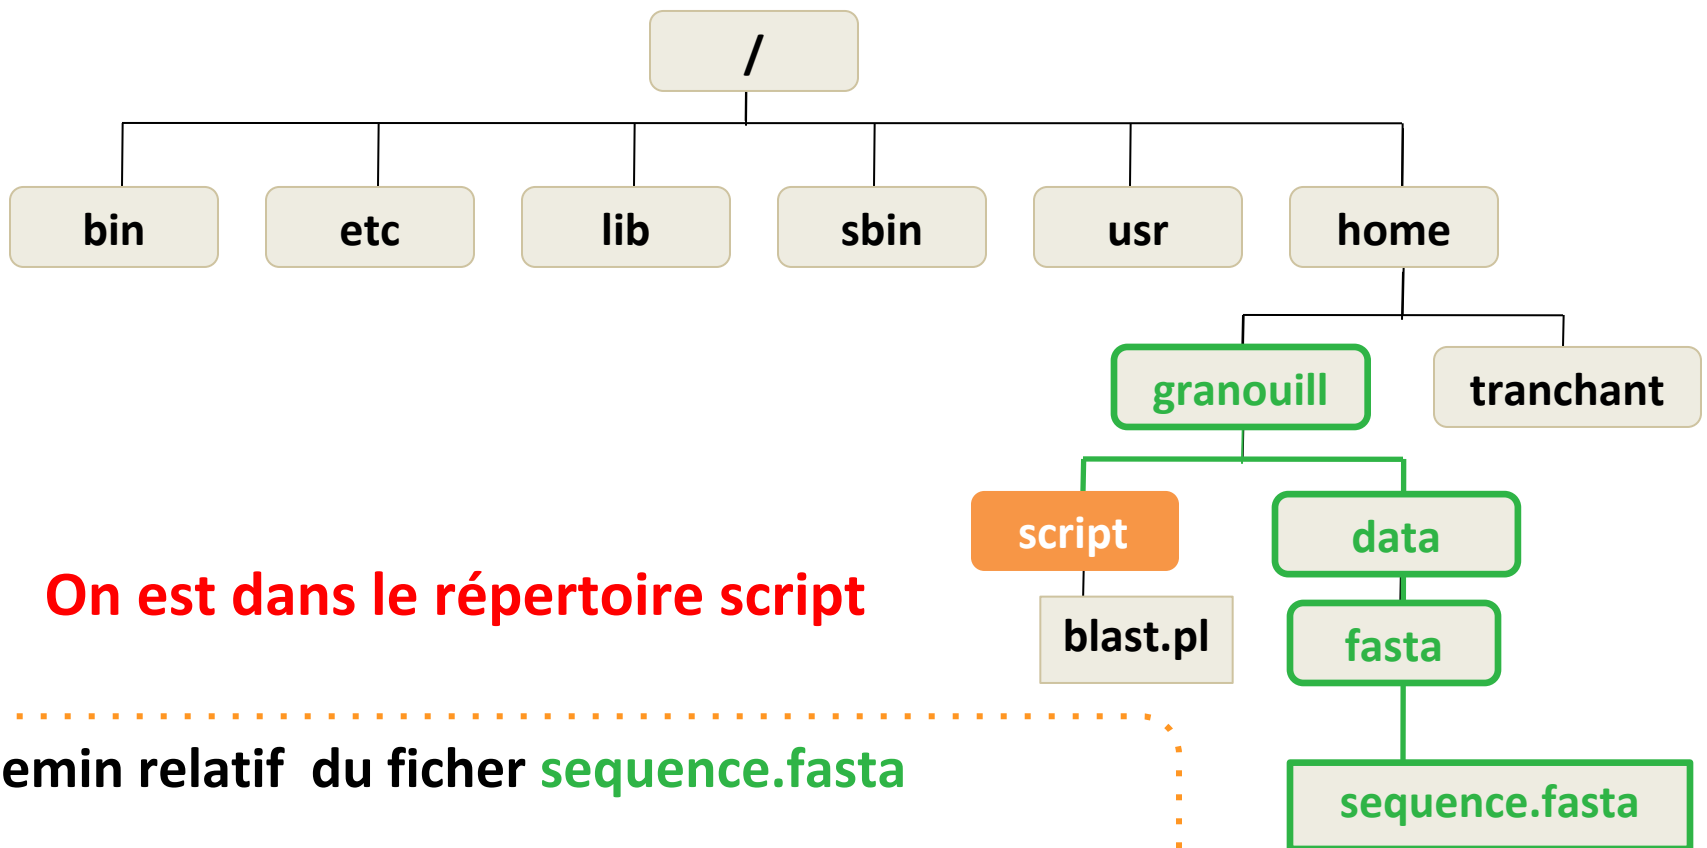 /
bin
etc
lib
sbin
usr
home
granouill
tranchant
script
data
On est dans le répertoire script
blast.pl
fasta
emin relatif du ficher sequence.fasta
sequence.fasta